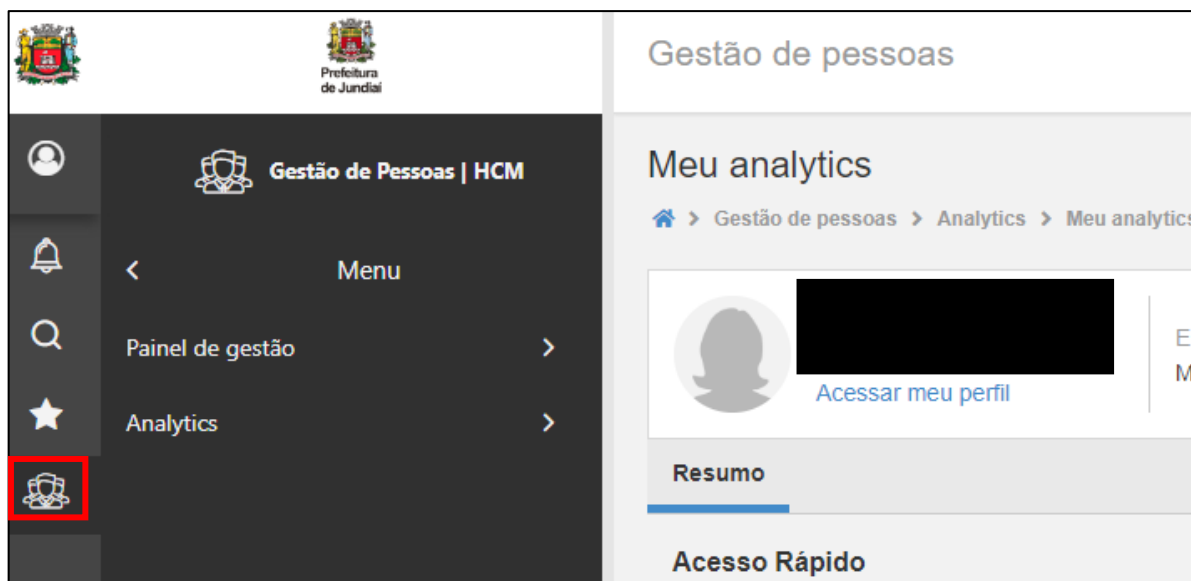 Prefeitura
de Jundiaí
Gestão de pessoas
Gestão de Pessoas | HCM
Menu
Painel de gestão
Analytics
Meu analytics
Gestão de pessoas > Analytics > Meu analytics
Acessar meu perfil
E
M
Resumo
Acesso Rápido